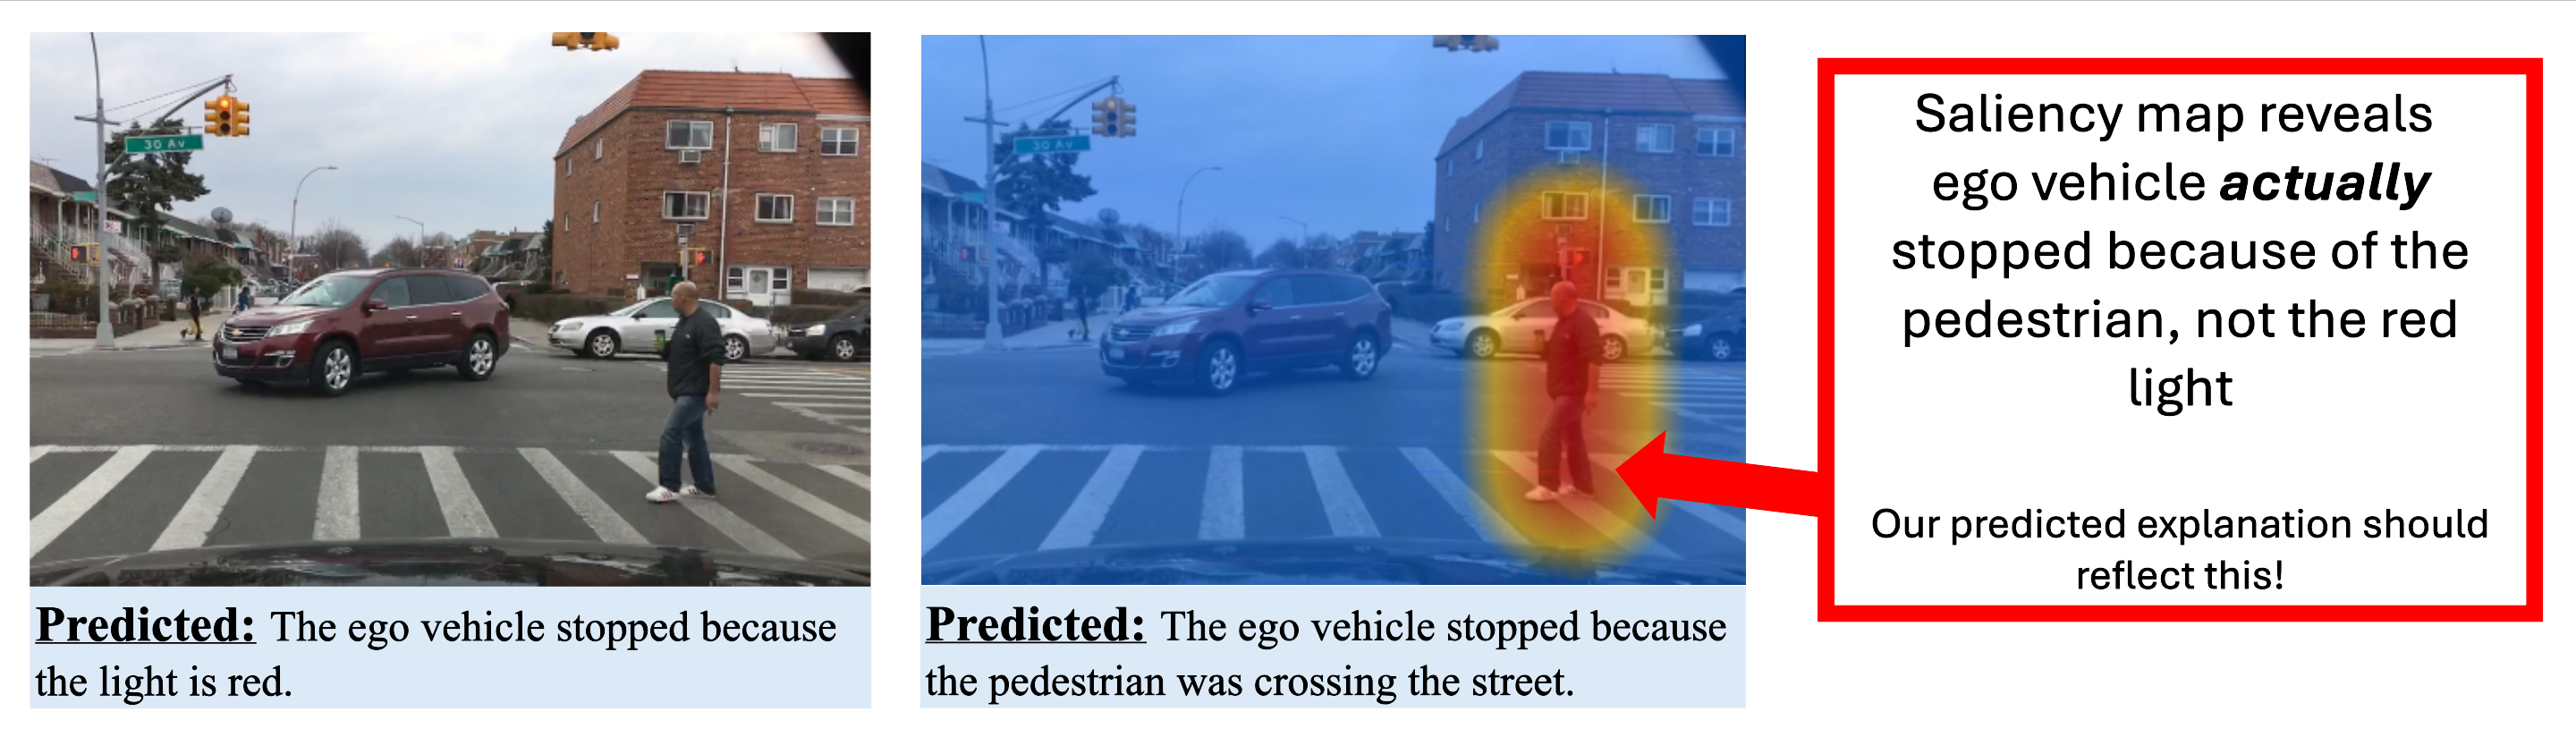 30 Av
Predicted: The ego vehicle stopped because
the light is red.
30 Av
Predicted: The ego vehicle stopped because
the pedestrian was crossing the street.
Saliency map reveals
ego vehicle actually
stopped because of the
pedestrian, not the red
light
Our predicted explanation should
reflect this!